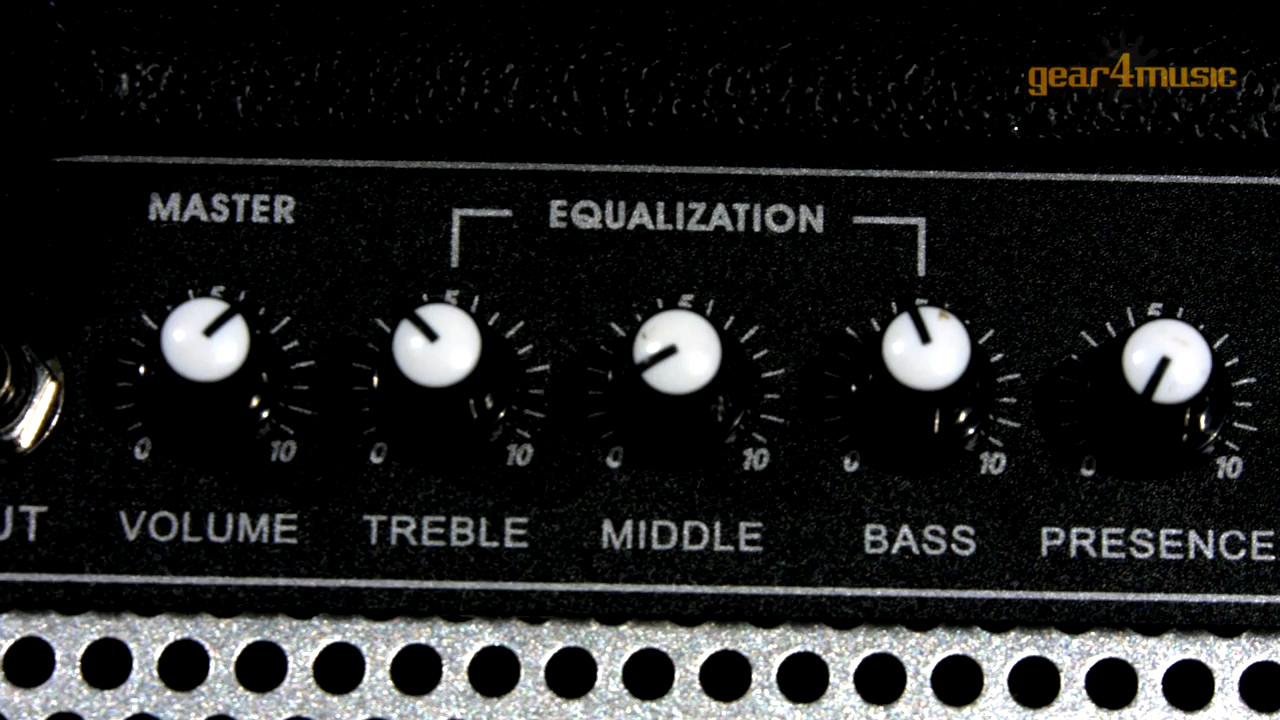 gear4music
MASTER
EQUALIZATION
5 5 5 5 5
0 10 0 10 0 10 0 10 0 10
UT VOLUME TREBLE MIDDLE BASS PRESENCE